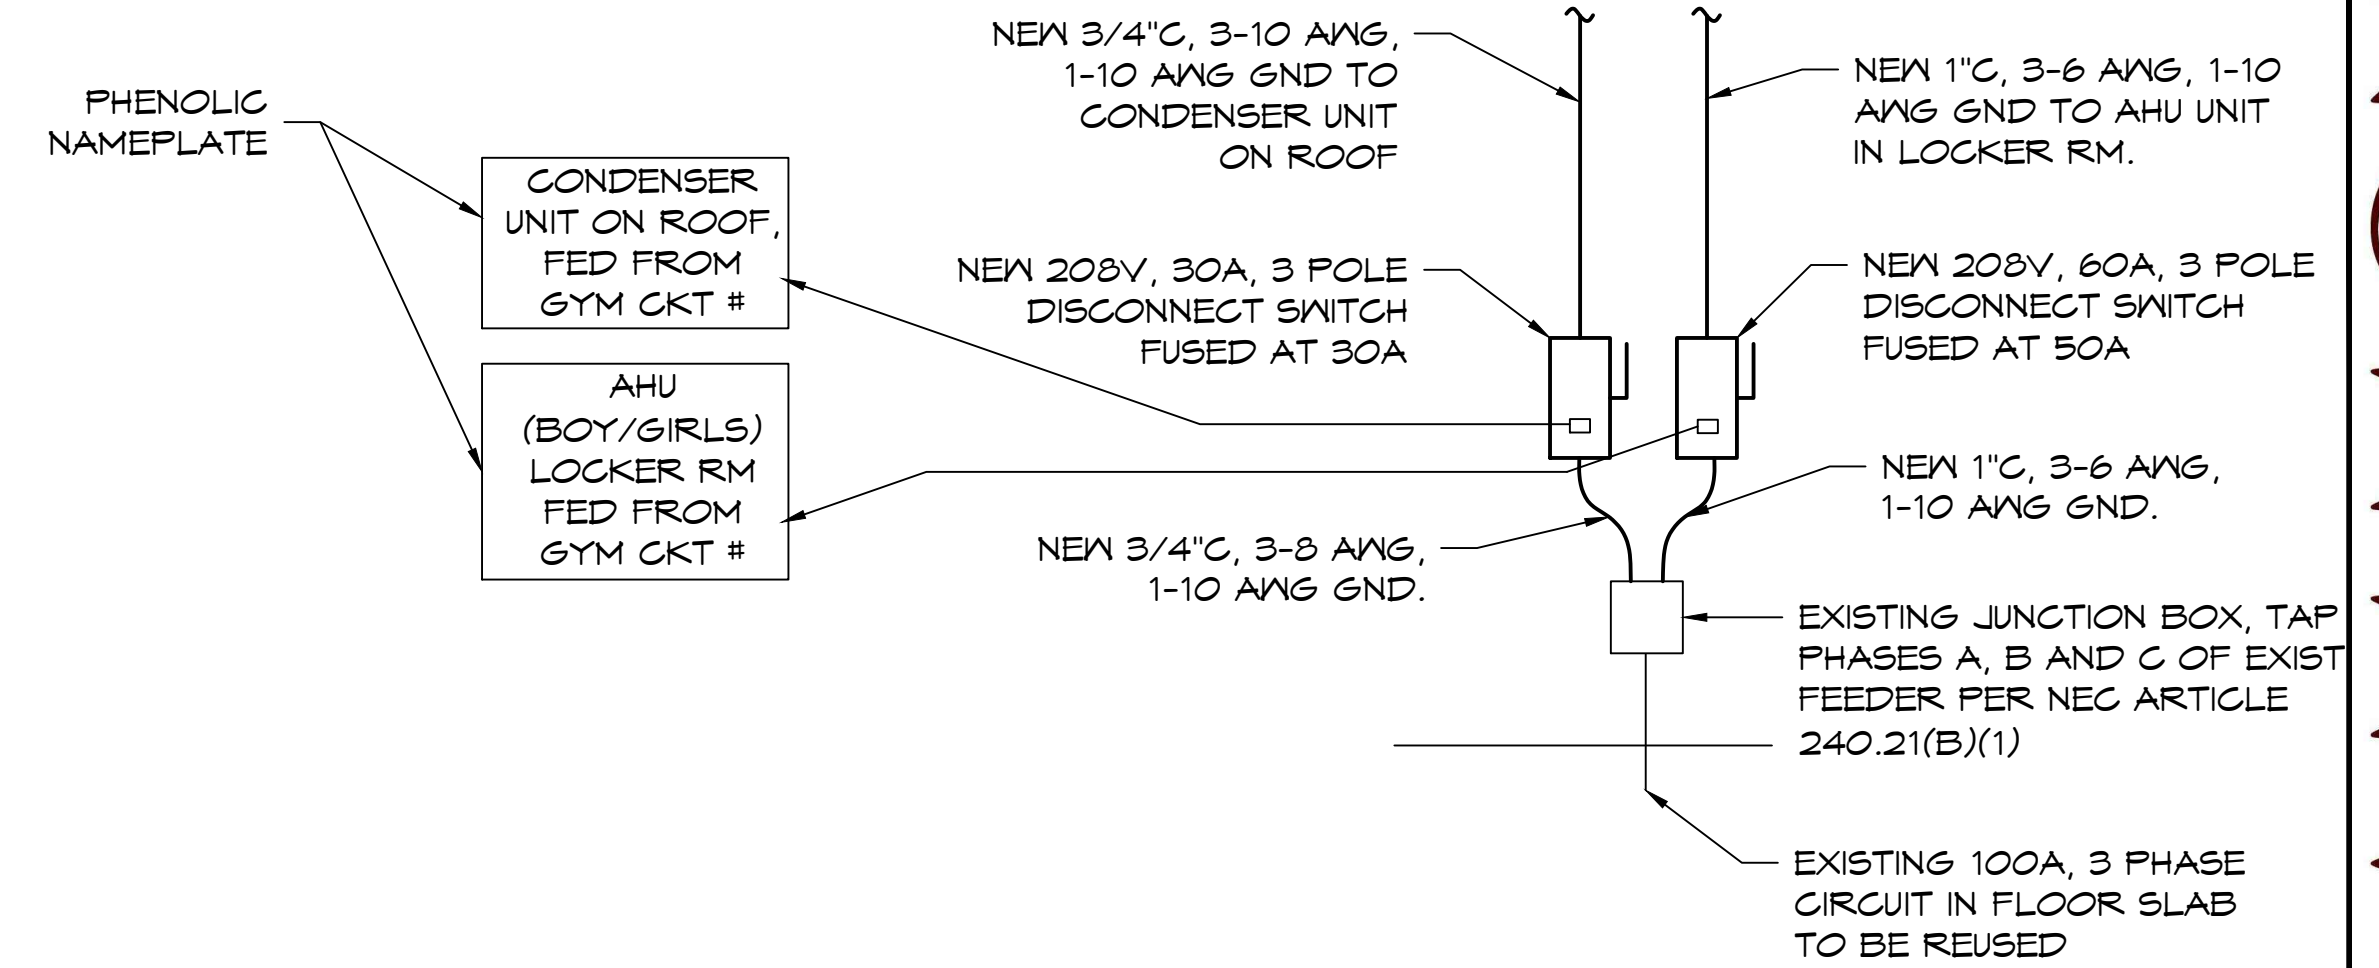 PHENOLIC
NAMEPLATE
CONDENSER
UNIT ON ROOF,
FED FROM
GYM CKT #
AHU
(BOY/GIRLS)
LOCKER RM
FED FROM
GYM CKT #
NEW 3/4"C, 3-10 AWG,
1-10 AWG GND TO
CONDENSER UNIT
ON ROOF
NEW 1"C, 3-6 AWG, 1-10
AWG GND TO AHU UNIT
IN LOCKER RM.
NEW 208V, 30A, 3 POLE
DISCONNECT SWITCH
FUSED AT 30A
NEW 208V, 60A, 3 POLE
DISCONNECT SWITCH
FUSED AT 50A
NEW 3/4"C, 3-8 AWG,
1-10 AWG GND.
NEW 1"C, 3-6 AWG,
1-10 AWG GND.
EXISTING JUNCTION BOX, TAP
PHASES A, B AND C OF EXIST
FEEDER PER NEC ARTICLE
240.21(B)(1)
EXISTING 100A, 3 PHASE
CIRCUIT IN FLOOR SLAB
TO BE REUSED